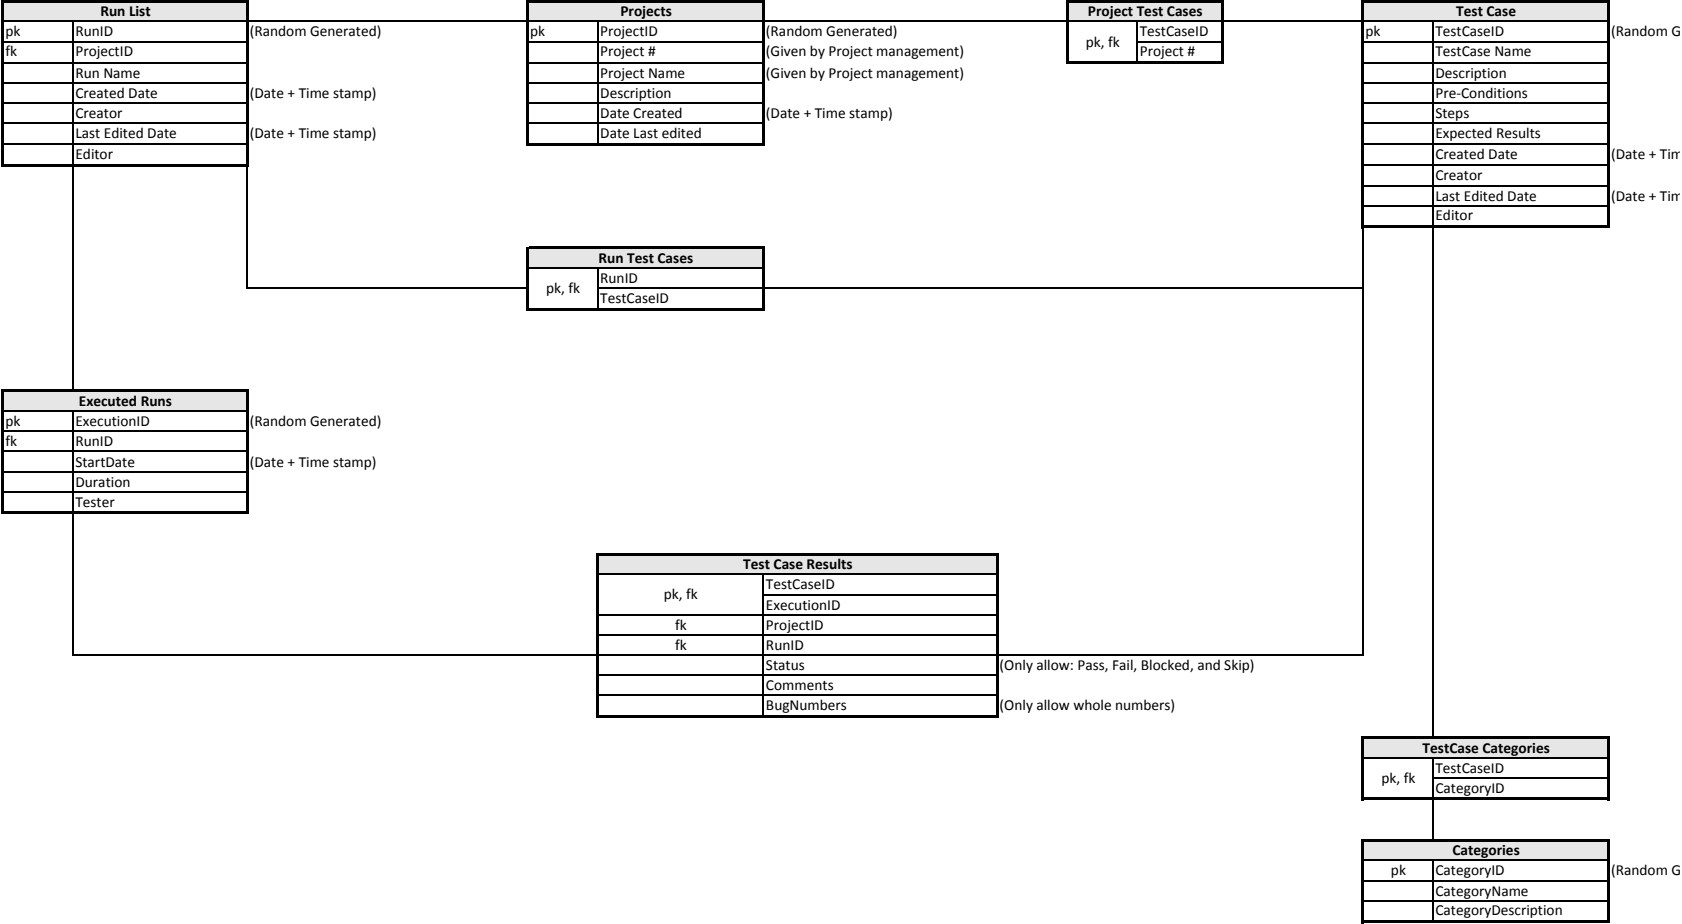 Run List
pk RunID (Random Generated)
fk ProjectID
Run Name
Created Date (Date + Time stamp)
Creator
Last Edited Date (Date + Time stamp)
Editor
Projects
pk ProjectID (Random Generated)
Project # (Given by Project management)
Project Name (Given by Project management)
Description
Date Created (Date + Time stamp)
Date Last edited
Project Test Cases
pk, fk TestCaseID
Project #
Test Case
pk TestCaseID (Random G
TestCase Name
Description
Pre-Conditions
Steps
Expected Results
Created Date (Date + Tim
Creator
Last Edited Date (Date + Tim
Editor
Run Test Cases
pk, fk RunID
TestCaseID
Executed Runs
pk ExecutionID (Random Generated)
fk RunID
StartDate (Date + Time stamp)
Duration
Tester
Test Case Results
pk, fk TestCaseID
ExecutionID
fk ProjectID
fk RunID
Status (Only allow: Pass, Fail, Blocked, and Skip)
Comments
BugNumbers (Only allow whole numbers)
TestCase Categories
pk, fk TestCaseID
CategoryID
Categories
pk CategoryID (Random G
CategoryName
CategoryDescription